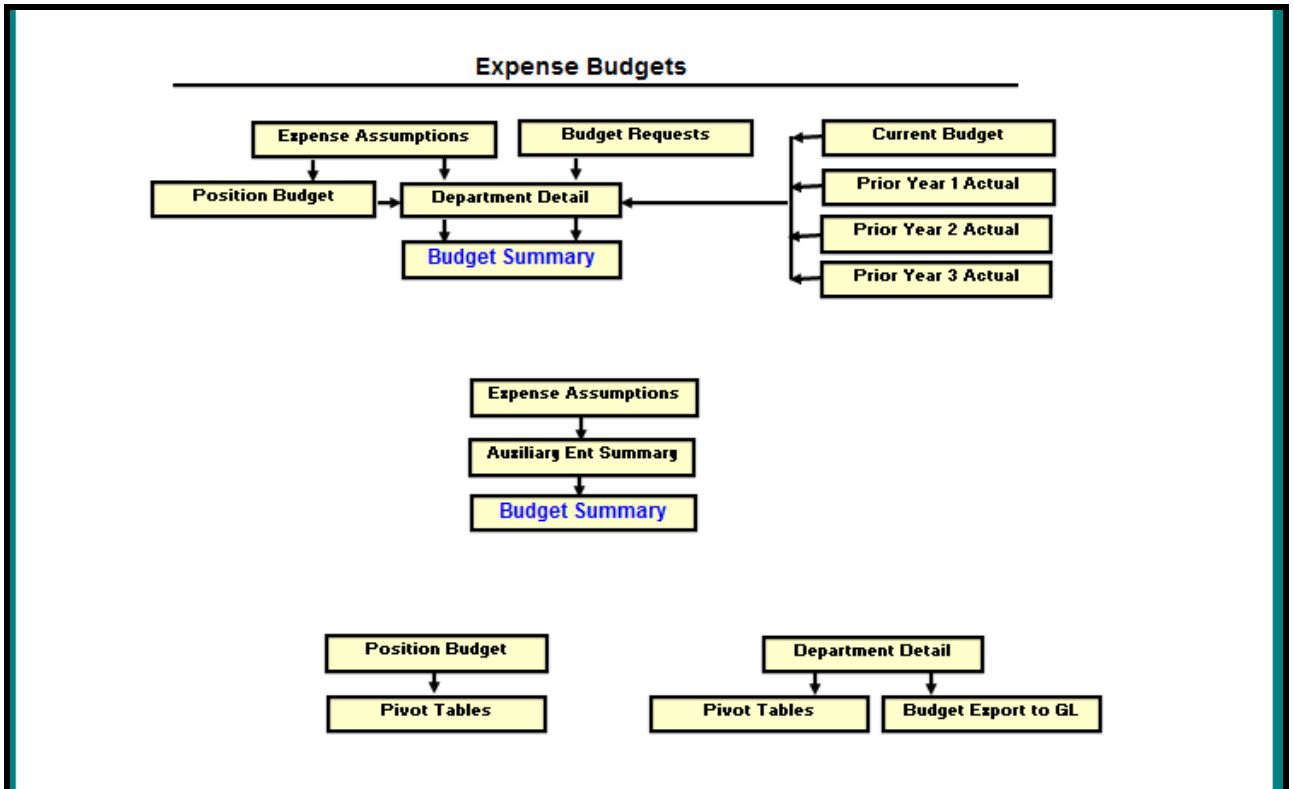 Expense Budgets
Expense Assumptions
Budget Requests
Current Budget
Position Budget
Department Detail
Prior Year 1 Actual
Budget Summary
Prior Year 2 Actual
Prior Year 3 Actual
Expense Assumptions
Auxiliary Ent Summary
Budget Summary
Position Budget
Department Detail
Pivot Tables
Pivot Tables
Budget Export to GL